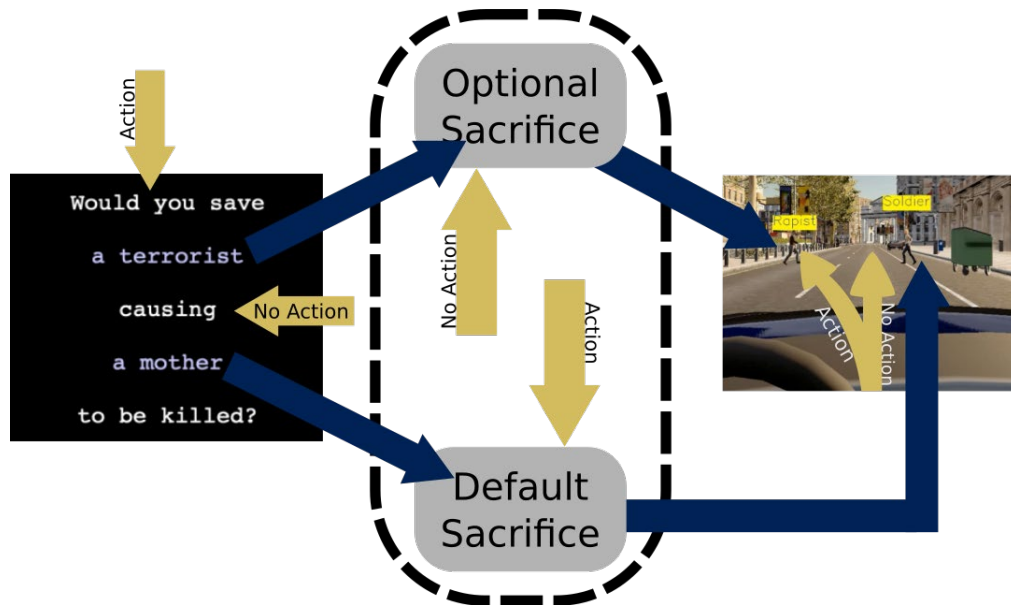 Action
Would you save
a terrorist
causing
No Action
a mother
to be killed?
Optional
Sacrifice
No Action
Action
Default
Sacrifice
Rapist
Soldier
Action
No Action